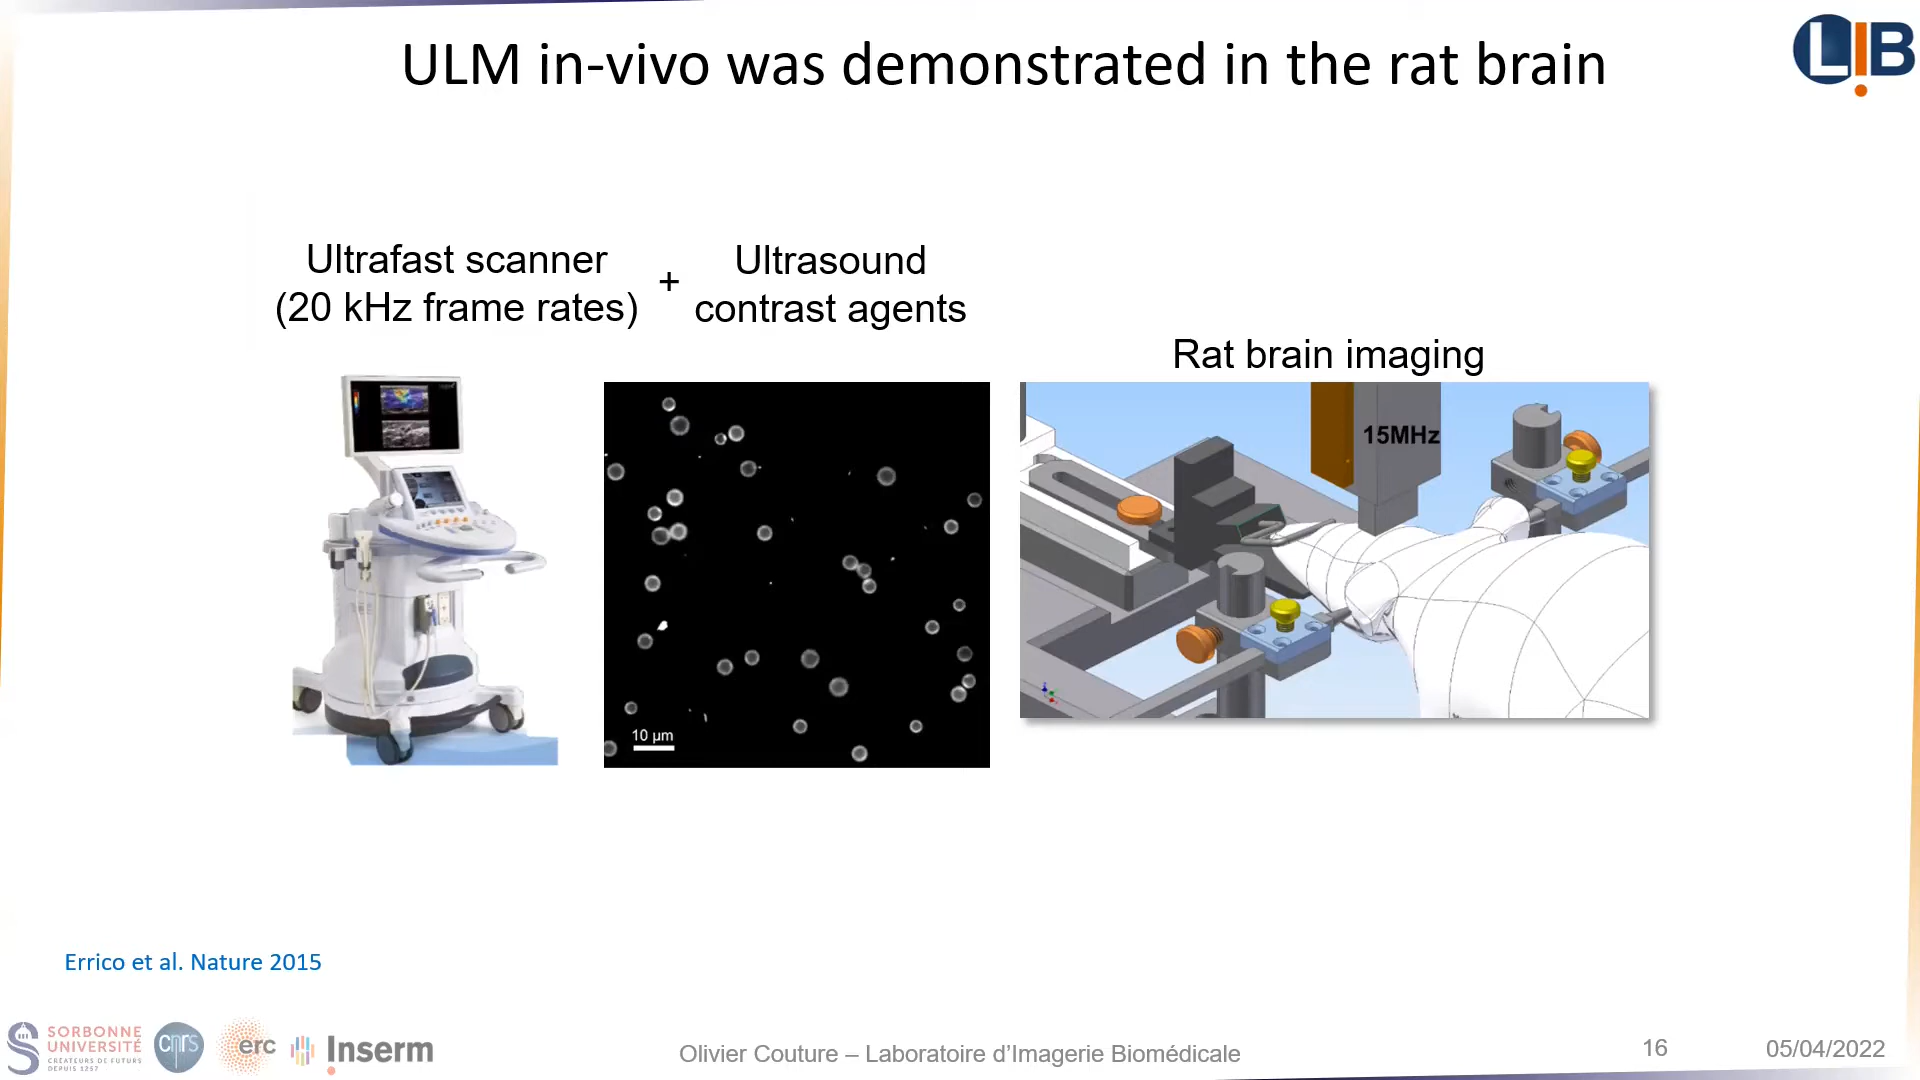 ULM in-vivo was demonstrated in the rat brain
LIB
Ultrafast scanner
(20 kHz frame rates)
+
Ultrasound
contrast agents
Rat brain imaging
10 µm
15MHz
Errico et al. Nature 2015
SORBONNE
UNIVERSITÉ
CRÉATEURS DE FUTURS
DEPUIS 1257
cnrs
erc
Inserm
Olivier Couture – Laboratoire d’Imagerie Biomédicale
16
05/04/2022